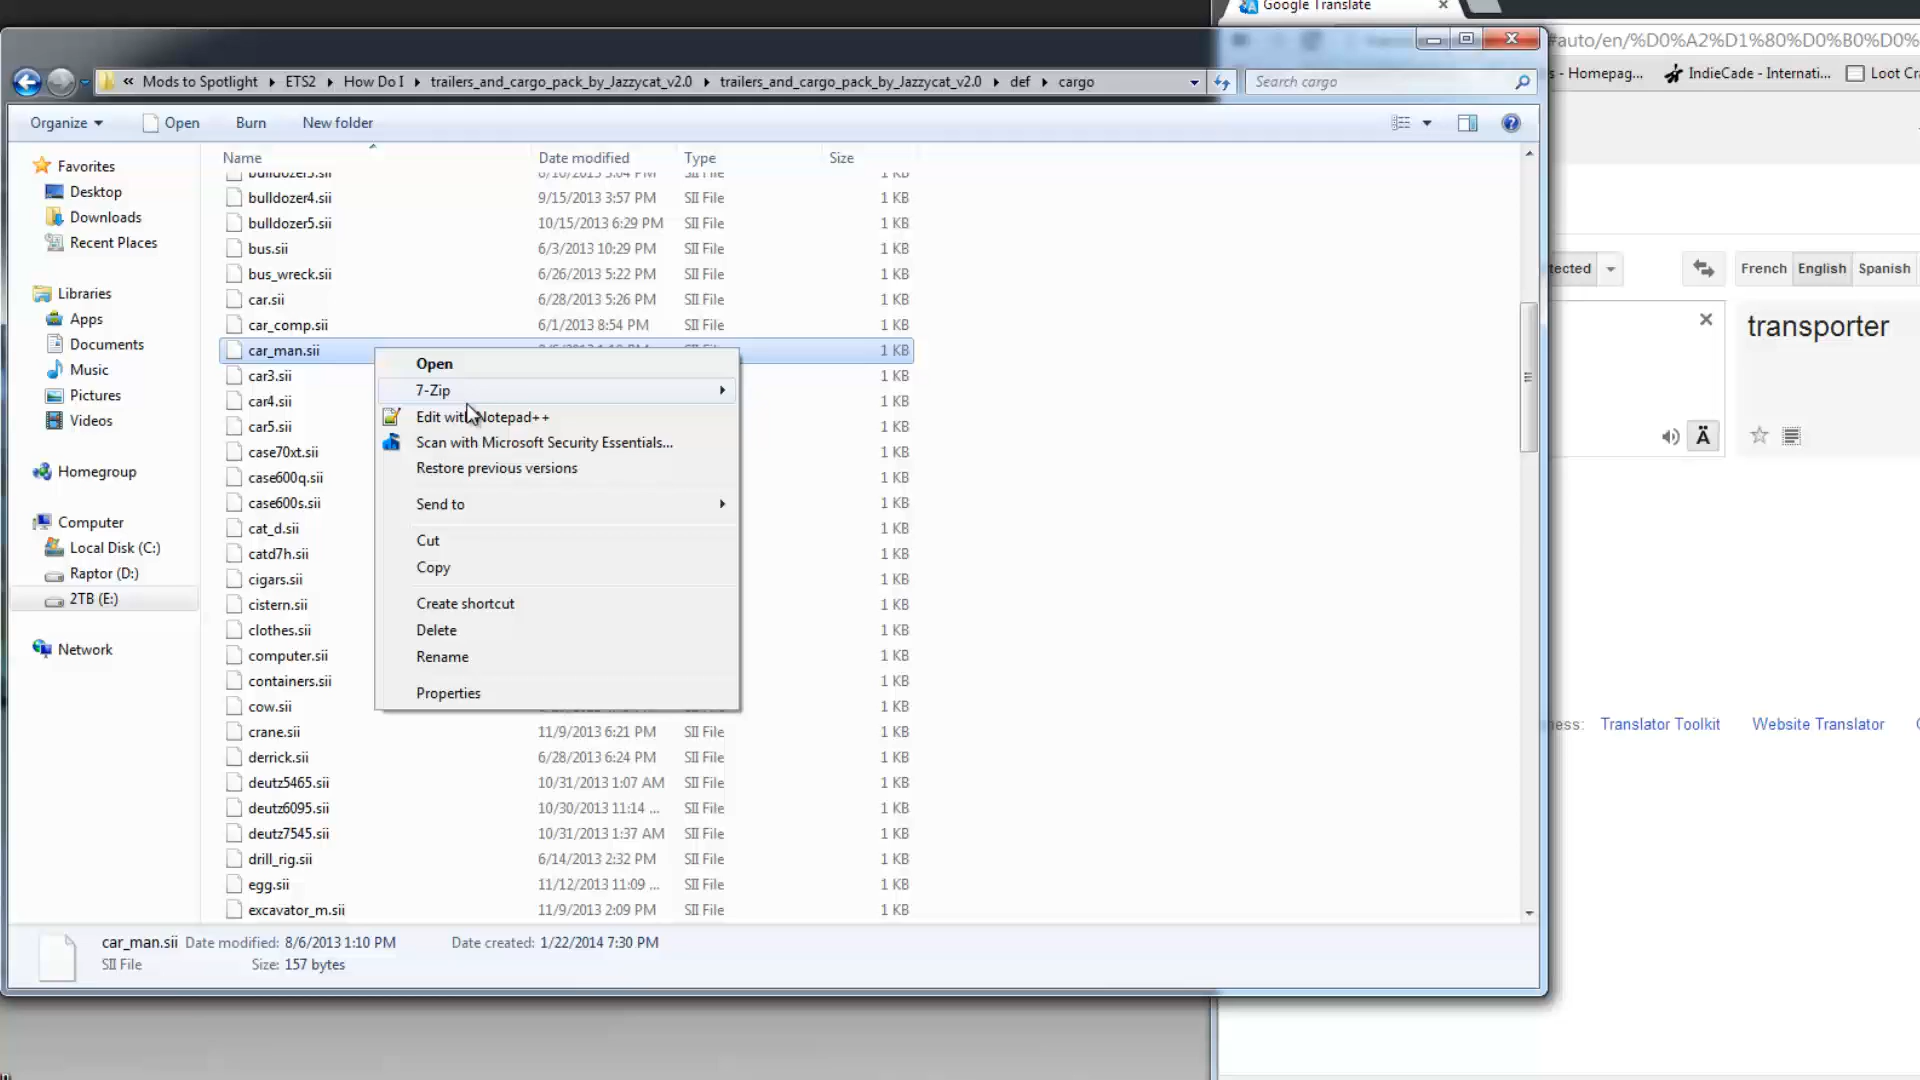 Google Translate
#auto/en/%D0%A2%D1%80%D0%B0%D0
s - Homepag... IndieCade - Internati... Loot Cra
« Mods to Spotlight ▸ ETS2 ▸ How Do I ▸ trailers_and_cargo_pack_by_Jazzycat_v2.0 ▸ trailers_and_cargo_pack_by_Jazzycat_v2.0 ▸ def ▸ cargo
Search cargo
Organize Open Burn New folder
Name Date modified Type Size
Favorites
Desktop
Downloads
Recent Places
Libraries
Apps
Documents
Music
Pictures
Videos
Homegroup
Computer
Local Disk (C:)
Raptor (D:)
2TB (E:)
Network
bulldozer4.sii 9/15/2013 3:57 PM SII File 1 KB
bulldozer5.sii 10/15/2013 6:29 PM SII File 1 KB
bus.sii 6/3/2013 10:29 PM SII File 1 KB
bus_wreck.sii 6/26/2013 5:22 PM SII File 1 KB
car.sii 6/28/2013 5:26 PM SII File 1 KB
car_comp.sii 6/1/2013 8:54 PM SII File 1 KB
car_man.sii 1 KB
car3.sii 1 KB
car4.sii 1 KB
car5.sii 1 KB
case70xt.sii 1 KB
case600q.sii 1 KB
case600s.sii 1 KB
cat_d.sii 1 KB
catd7h.sii 1 KB
cigars.sii 1 KB
cistern.sii 1 KB
clothes.sii 1 KB
computer.sii 1 KB
containers.sii 1 KB
cow.sii 1 KB
crane.sii 11/9/2013 6:21 PM SII File 1 KB
derrick.sii 6/28/2013 6:24 PM SII File 1 KB
deutz5465.sii 10/31/2013 1:07 AM SII File 1 KB
deutz6095.sii 10/30/2013 11:14 ... SII File 1 KB
deutz7545.sii 10/31/2013 1:37 AM SII File 1 KB
drill_rig.sii 6/14/2013 2:32 PM SII File 1 KB
egg.sii 11/12/2013 11:09 ... SII File 1 KB
excavator_m.sii 11/9/2013 2:09 PM SII File 1 KB
Open
7-Zip
Edit with Notepad++
Scan with Microsoft Security Essentials...
Restore previous versions
Send to
Cut
Copy
Create shortcut
Delete
Rename
Properties
car_man.sii Date modified: 8/6/2013 1:10 PM Date created: 1/22/2014 7:30 PM
SII File Size: 157 bytes
tected French English Spanish
transporter
Ä
ness: Translator Toolkit Website Translator